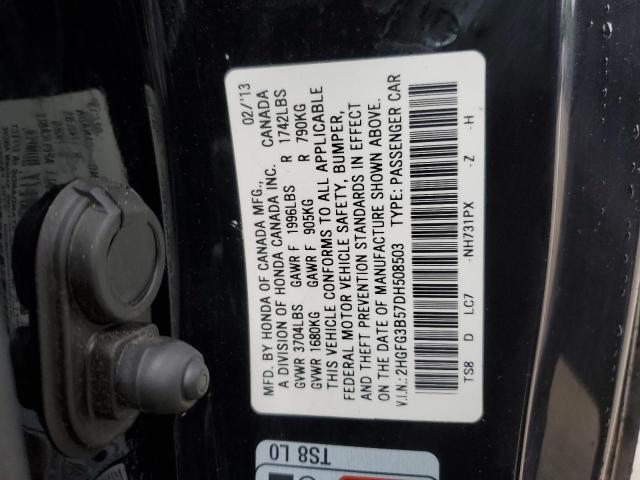 MFD. BY HONDA OF CANADA MFG., 02/'13
A DIVISION OF HONDA CANADA INC. CANADA
GVWR 3704LBS GAWR F 1996LBS R 1742LBS
GVWR 1680KG GAWR F 905KG R 790KG
THIS VEHICLE CONFORMS TO ALL APPLICABLE
FEDERAL MOTOR VEHICLE SAFETY, BUMPER,
AND THEFT PREVENTION STANDARDS IN EFFECT
ON THE DATE OF MANUFACTURE SHOWN ABOVE.
V.I.N.: 2HGFG3B57DH508503 TYPE: PASSENGER CAR
TS8 D LC7 -NH731PX -Z -H
TS8 L0